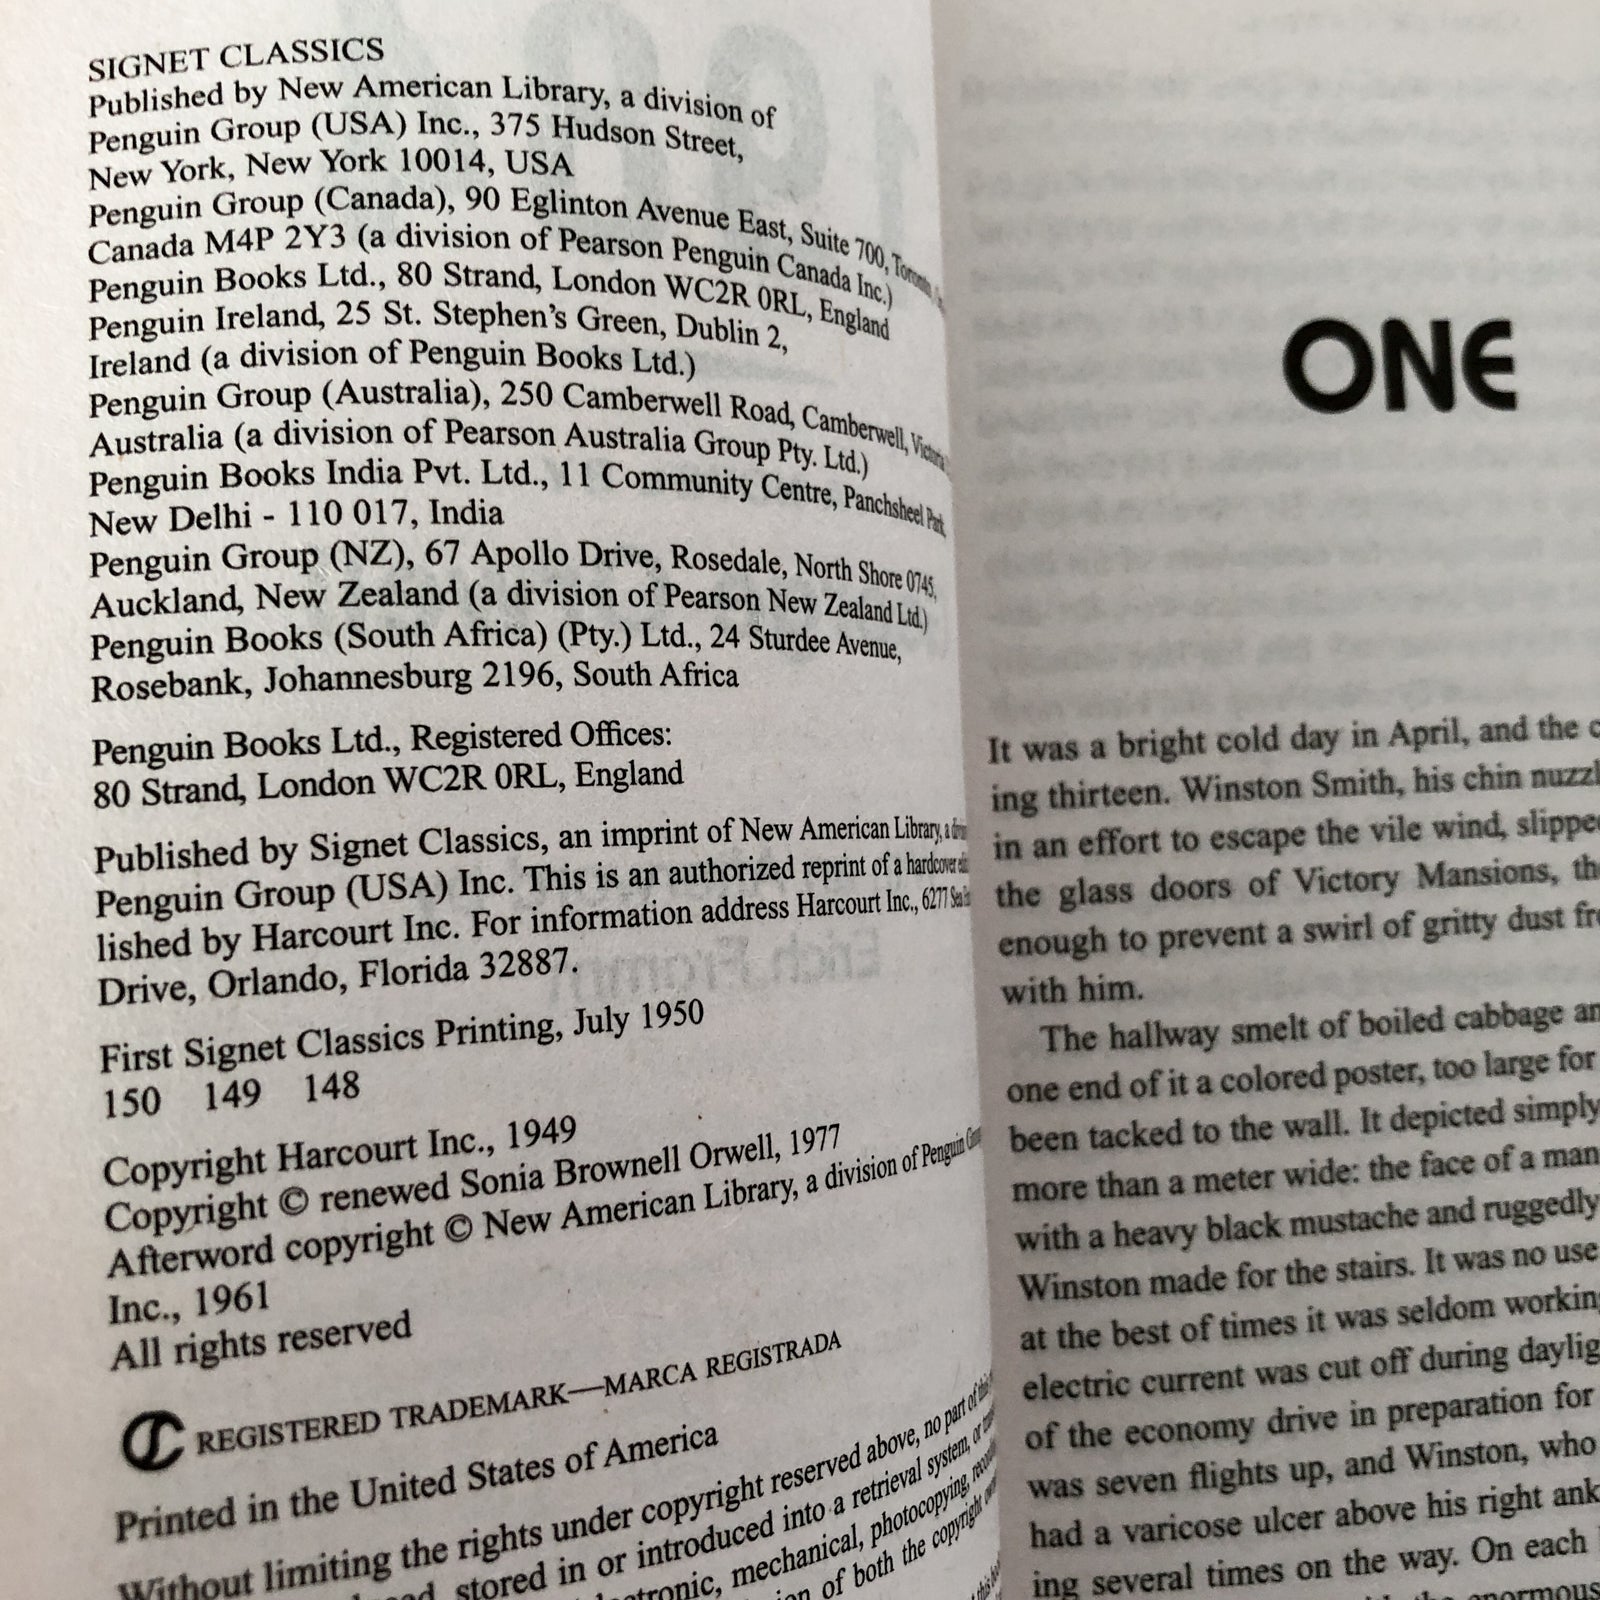 SIGNET CLASSICS
Published by New American Library, a division of
Penguin Group (USA) Inc., 375 Hudson Street,
New York, New York 10014, USA
Penguin Group (Canada), 90 Eglinton Avenue East, Suite 700, Toronto
Canada M4P 2Y3 (a division of Pearson Penguin Canada Inc.)
Penguin Books Ltd., 80 Strand, London WC2R 0RL, England
Penguin Ireland, 25 St. Stephen's Green, Dublin 2,
Ireland (a division of Penguin Books Ltd.)
Penguin Group (Australia), 250 Camberwell Road, Camberwell, Victoria
Australia (a division of Pearson Australia Group Pty. Ltd.)
Penguin Books India Pvt. Ltd., 11 Community Centre, Panchsheel Park,
New Delhi - 110 017, India
Penguin Group (NZ), 67 Apollo Drive, Rosedale, North Shore 0745,
Auckland, New Zealand (a division of Pearson New Zealand Ltd.)
Penguin Books (South Africa) (Pty.) Ltd., 24 Sturdee Avenue,
Rosebank, Johannesburg 2196, South Africa
Penguin Books Ltd., Registered Offices:
80 Strand, London WC2R 0RL, England
Published by Signet Classics, an imprint of New American Library, a
Penguin Group (USA) Inc. This is an authorized reprint of a hardcover
lished by Harcourt Inc. For information address Harcourt Inc., 6277 Sea
Drive, Orlando, Florida 32887.
First Signet Classics Printing, July 1950
150 149 148
Copyright Harcourt Inc., 1949
Copyright © renewed Sonia Brownell Orwell, 1977
Afterword copyright © New American Library, a division of Penguin
Inc., 1961
All rights reserved
REGISTERED TRADEMARK—MARCA REGISTRADA
Printed in the United States of America
Without limiting the rights under copyright reserved above, no part of this
stored in or introduced into a retrieval system, or
mechanical, photocopying,
of both the copyright
ONE
It was a bright cold day in April, and the c
ing thirteen. Winston Smith, his chin nuzzl
in an effort to escape the vile wind, slippe
the glass doors of Victory Mansions, th
enough to prevent a swirl of gritty dust fr
with him.
The hallway smelt of boiled cabbage an
one end of it a colored poster, too large for
been tacked to the wall. It depicted simply
more than a meter wide: the face of a man
with a heavy black mustache and ruggedly
Winston made for the stairs. It was no use
at the best of times it was seldom working
electric current was cut off during daylig
of the economy drive in preparation for
was seven flights up, and Winston, who
had a varicose ulcer above his right ank
ing several times on the way. On each
enormous